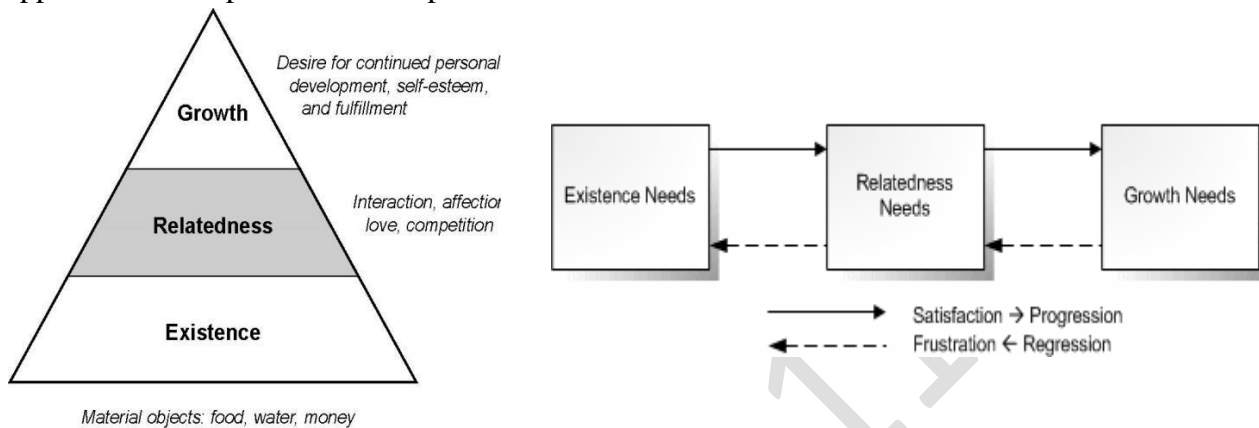 Desire for continued personal
development, self-esteem,
and fulfillment
Growth
Interaction, affection
love, competition
Relatedness
Existence
Material objects: food, water, money
Existence Needs
Relatedness
Needs
Growth Needs
Satisfaction → Progression
Frustration ← Regression